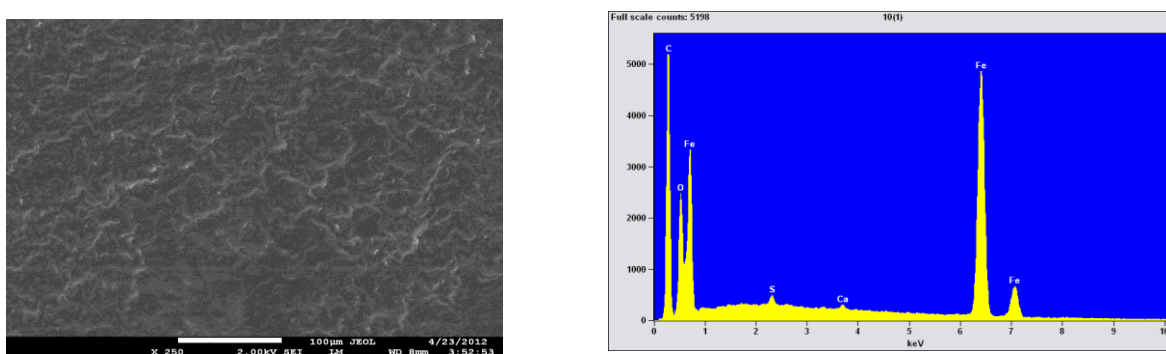 100µm JEOL 4/23/2012
X 250 2.00kV SEI LM WD 8mm 3:52:53
Full scale counts: 5198 10(1)
C
Fe
Fe
O
S
Ca
Fe
5000
4000
3000
2000
1000
0
0 1 2 3 4 5 6 7 8 9 10
keV